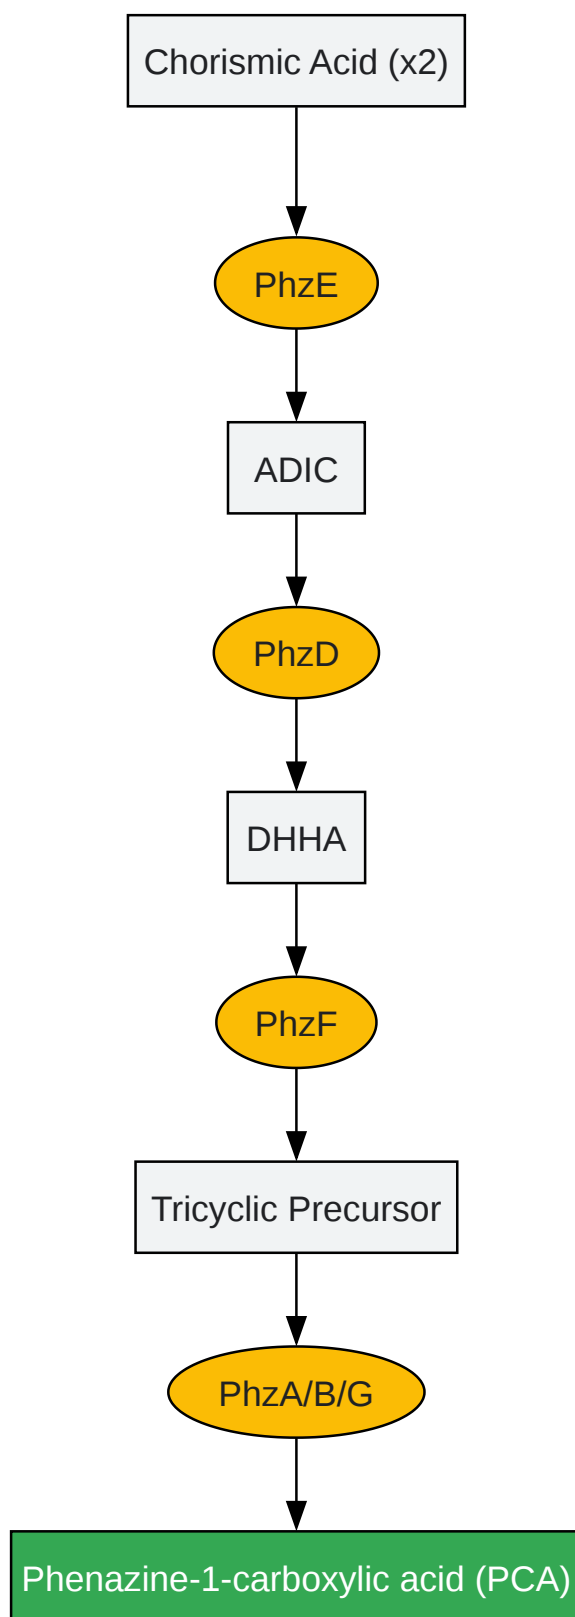 Chorismic Acid (x2)
PhzE
ADIC
PhzD
DHHA
PhzF
Tricyclic Precursor
PhzA/B/G
Phenazine-1-carboxylic acid (PCA)